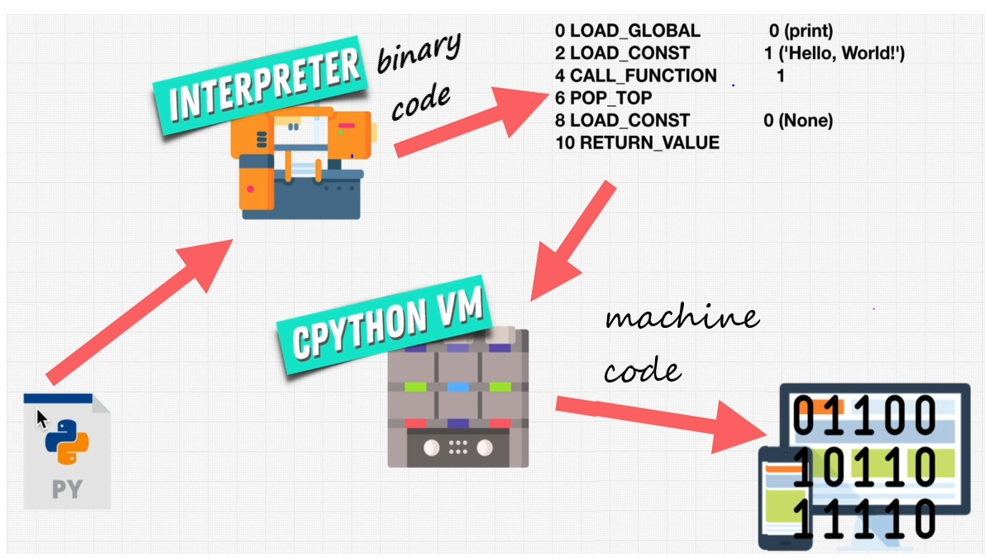 INTERPRETER
binary
code
0 LOAD_GLOBAL 0 (print)
2 LOAD_CONST 1 ('Hello, World!')
4 CALL_FUNCTION 1
6 POP_TOP
8 LOAD_CONST 0 (None)
10 RETURN_VALUE
CPYTHON VM
machine
code
PY
01100
10110
11110